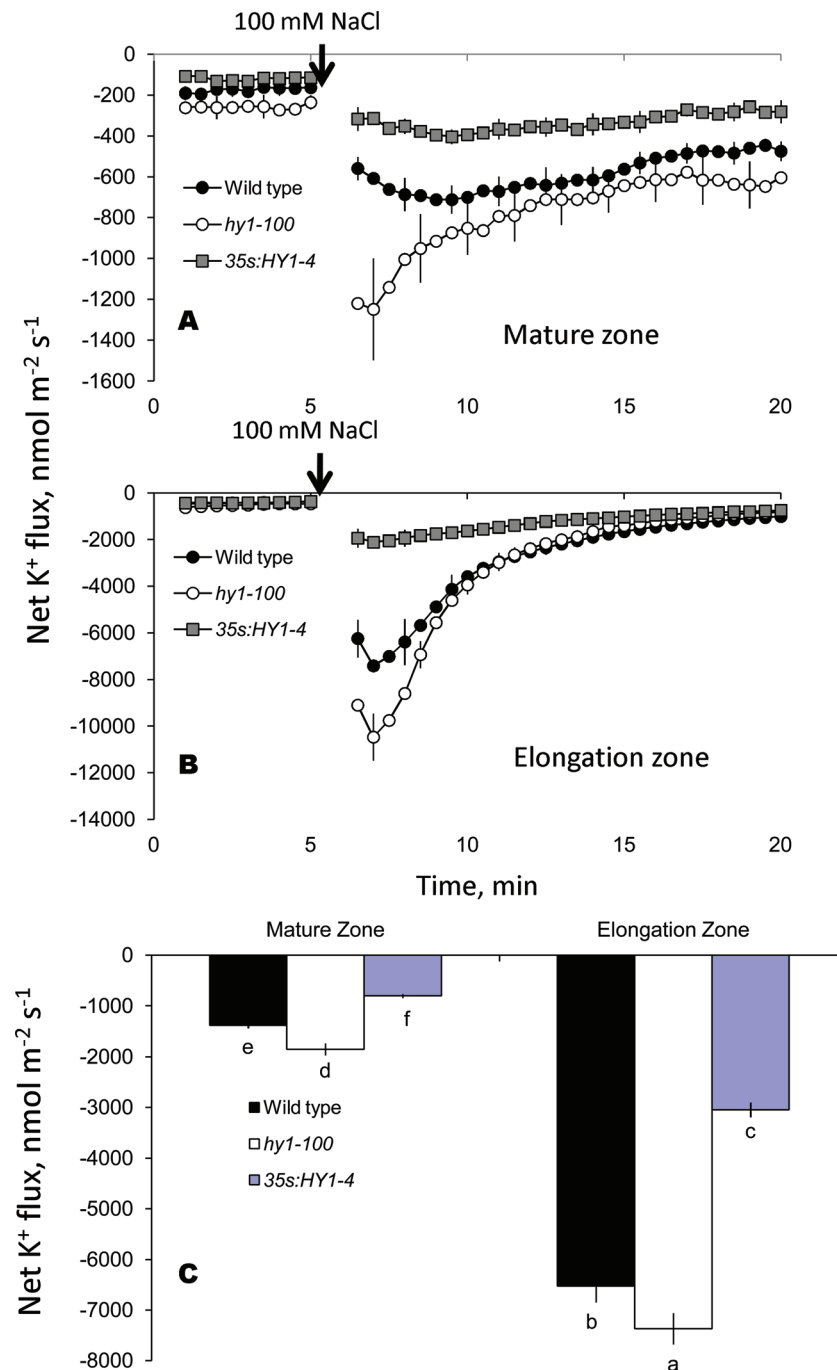 100 mM NaCl
0
-200
-400
-600
-800
-1000
-1200
-1400
-1600
Wild type
hy1-100
35s:HY1-4
A
Mature zone
0 5 10 15 20
Net K⁺ flux, nmol m⁻² s⁻¹
100 mM NaCl
0
-2000
-4000
-6000
-8000
-10000
-12000
-14000
Wild type
hy1-100
35s:HY1-4
B
Elongation zone
0 5 10 15 20
Time, min
Mature Zone Elongation Zone
0
-1000
-2000
-3000
-4000
-5000
-6000
-7000
-8000
Net K⁺ flux, nmol m⁻² s⁻¹
e d f
Wild type
hy1-100
35s:HY1-4
C
b a c